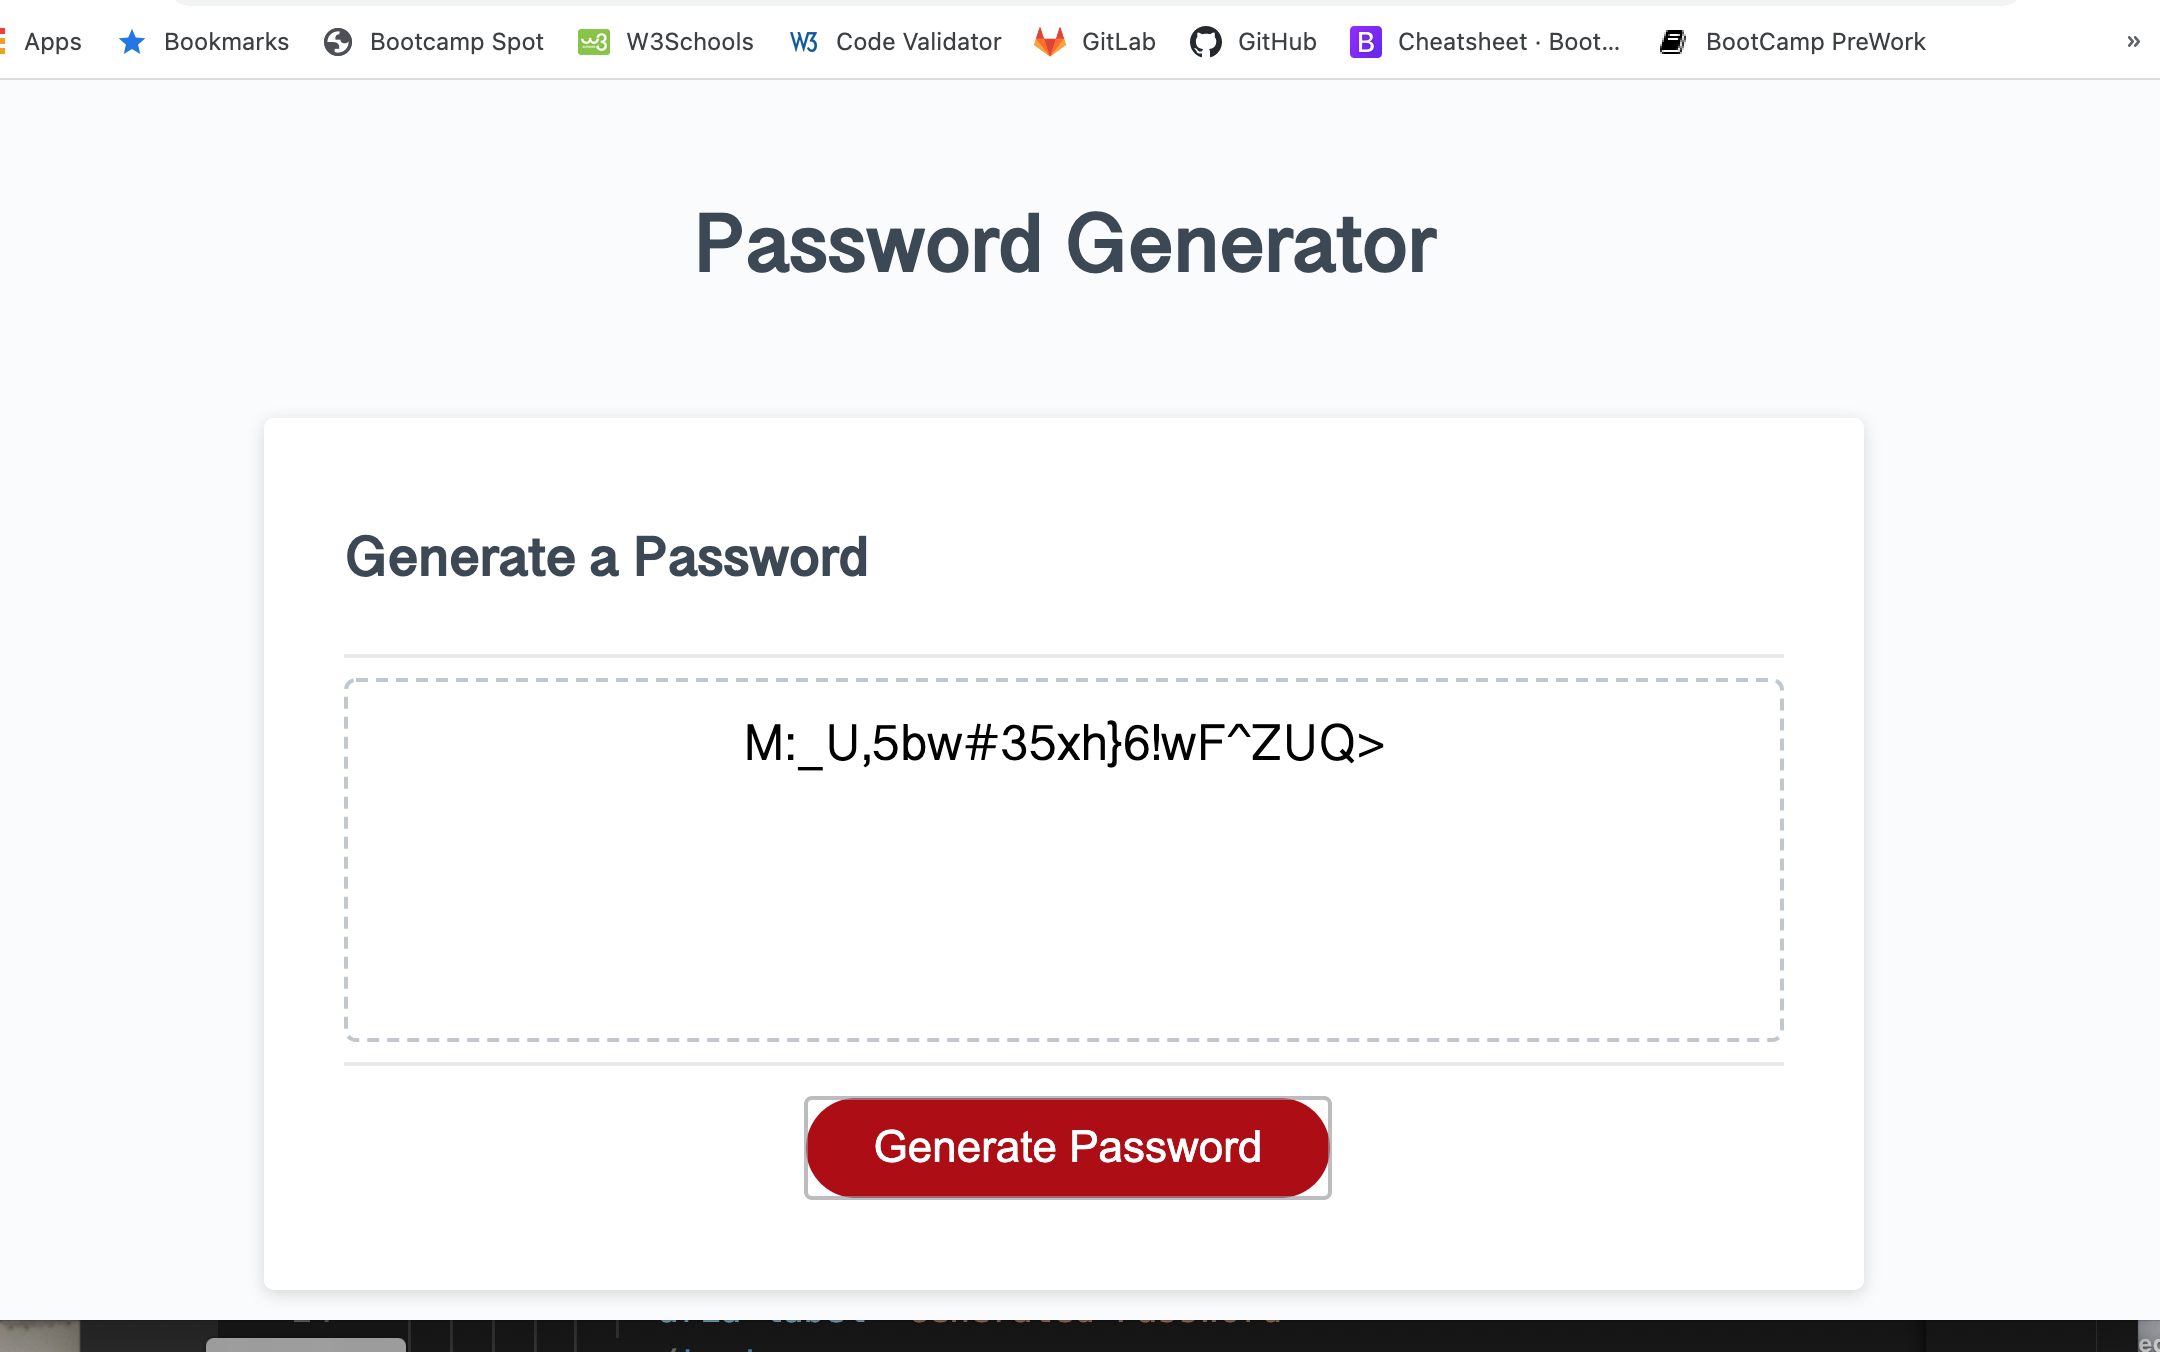 Apps Bookmarks Bootcamp Spot W3Schools Code Validator GitLab GitHub Cheatsheet · Boot... BootCamp PreWork »
Password Generator
Generate a Password
M:_U,5bw#35xh}6!wF^ZUQ>
Generate Password